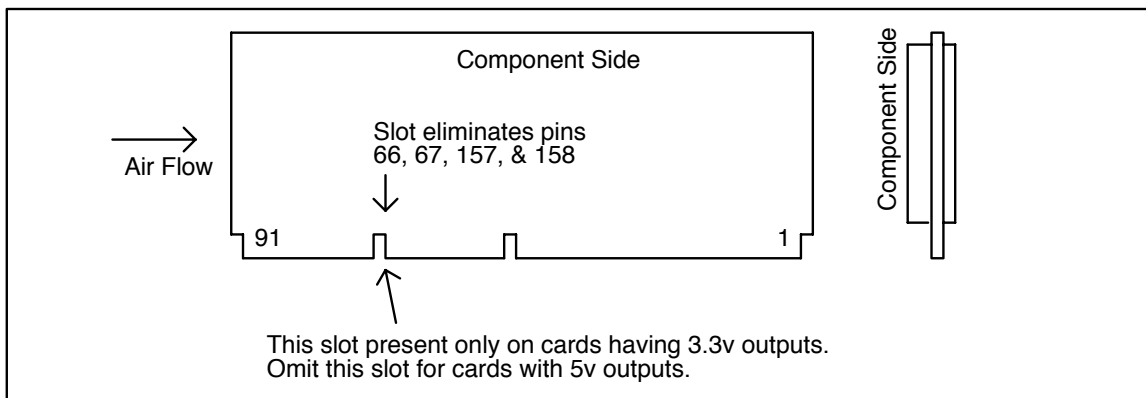 Component Side
Component Side
Slot eliminates pins
66, 67, 157, & 158
Air Flow
91
1
This slot present only on cards having 3.3v outputs.
Omit this slot for cards with 5v outputs.